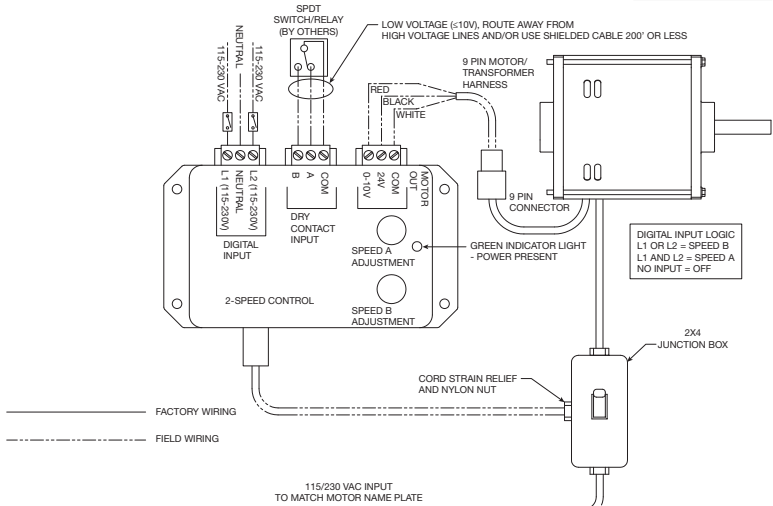 SPDT
SWITCH/RELAY
(BY OTHERS)
LOW VOLTAGE (≤10V), ROUTE AWAY FROM
HIGH VOLTAGE LINES AND/OR USE SHIELDED CABLE 200' OR LESS
115-230 VAC
NEUTRAL
115-230 VAC
9 PIN MOTOR/
TRANSFORMER
HARNESS
RED
BLACK
WHITE
L1 (115-230V)
NEUTRAL
L2 (115-230V)
DIGITAL
INPUT
B
A
COM
DRY
CONTACT
INPUT
0-10V
24V
COM
MOTOR
OUT
9 PIN
CONNECTOR
SPEED A
ADJUSTMENT
GREEN INDICATOR LIGHT
- POWER PRESENT
DIGITAL INPUT LOGIC
L1 OR L2 = SPEED B
L1 AND L2 = SPEED A
NO INPUT = OFF
2-SPEED CONTROL
SPEED B
ADJUSTMENT
2X4
JUNCTION BOX
CORD STRAIN RELIEF
AND NYLON NUT
FACTORY WIRING
FIELD WIRING
115/230 VAC INPUT
TO MATCH MOTOR NAME PLATE